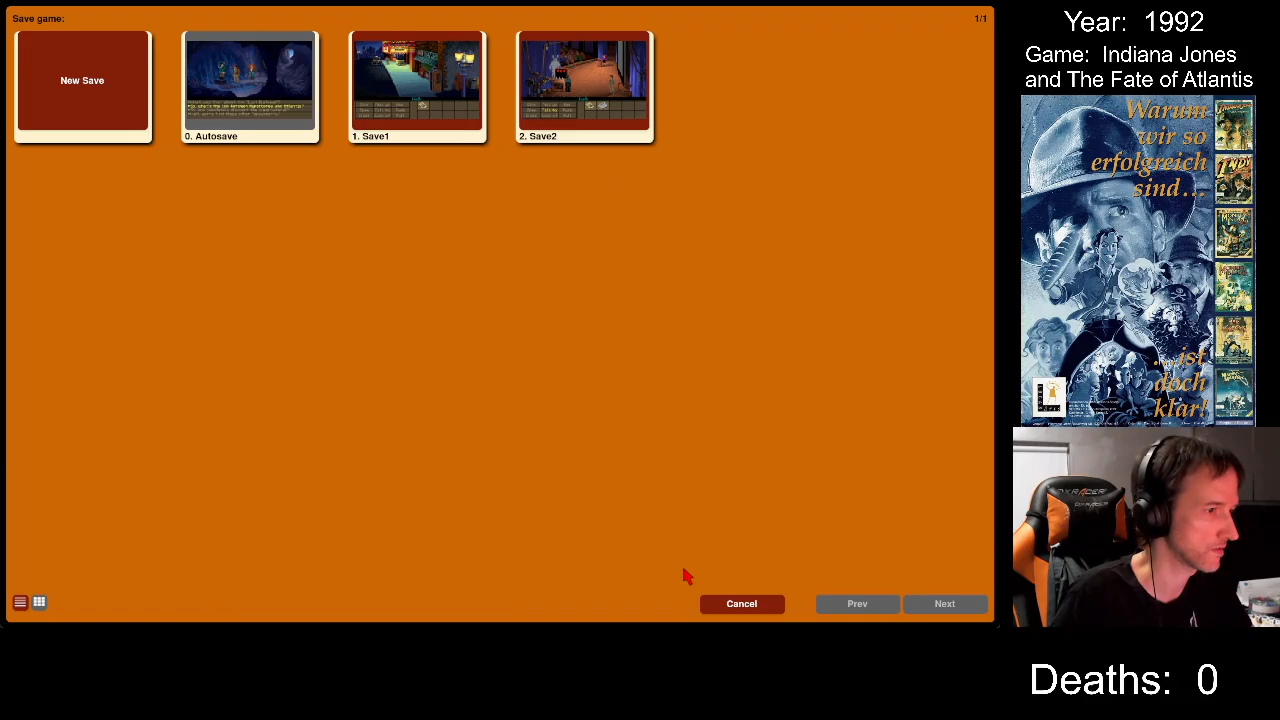 Save game:
1/1
New Save
0. Autosave
1. Save1
2. Save2
Cancel
Prev
Next
Year: 1992
Game: Indiana Jones
and The Fate of Atlantis
Warum
wir so
erfolgreich
sind...
...ist
doch
klar!
DXRACER
Deaths: 0